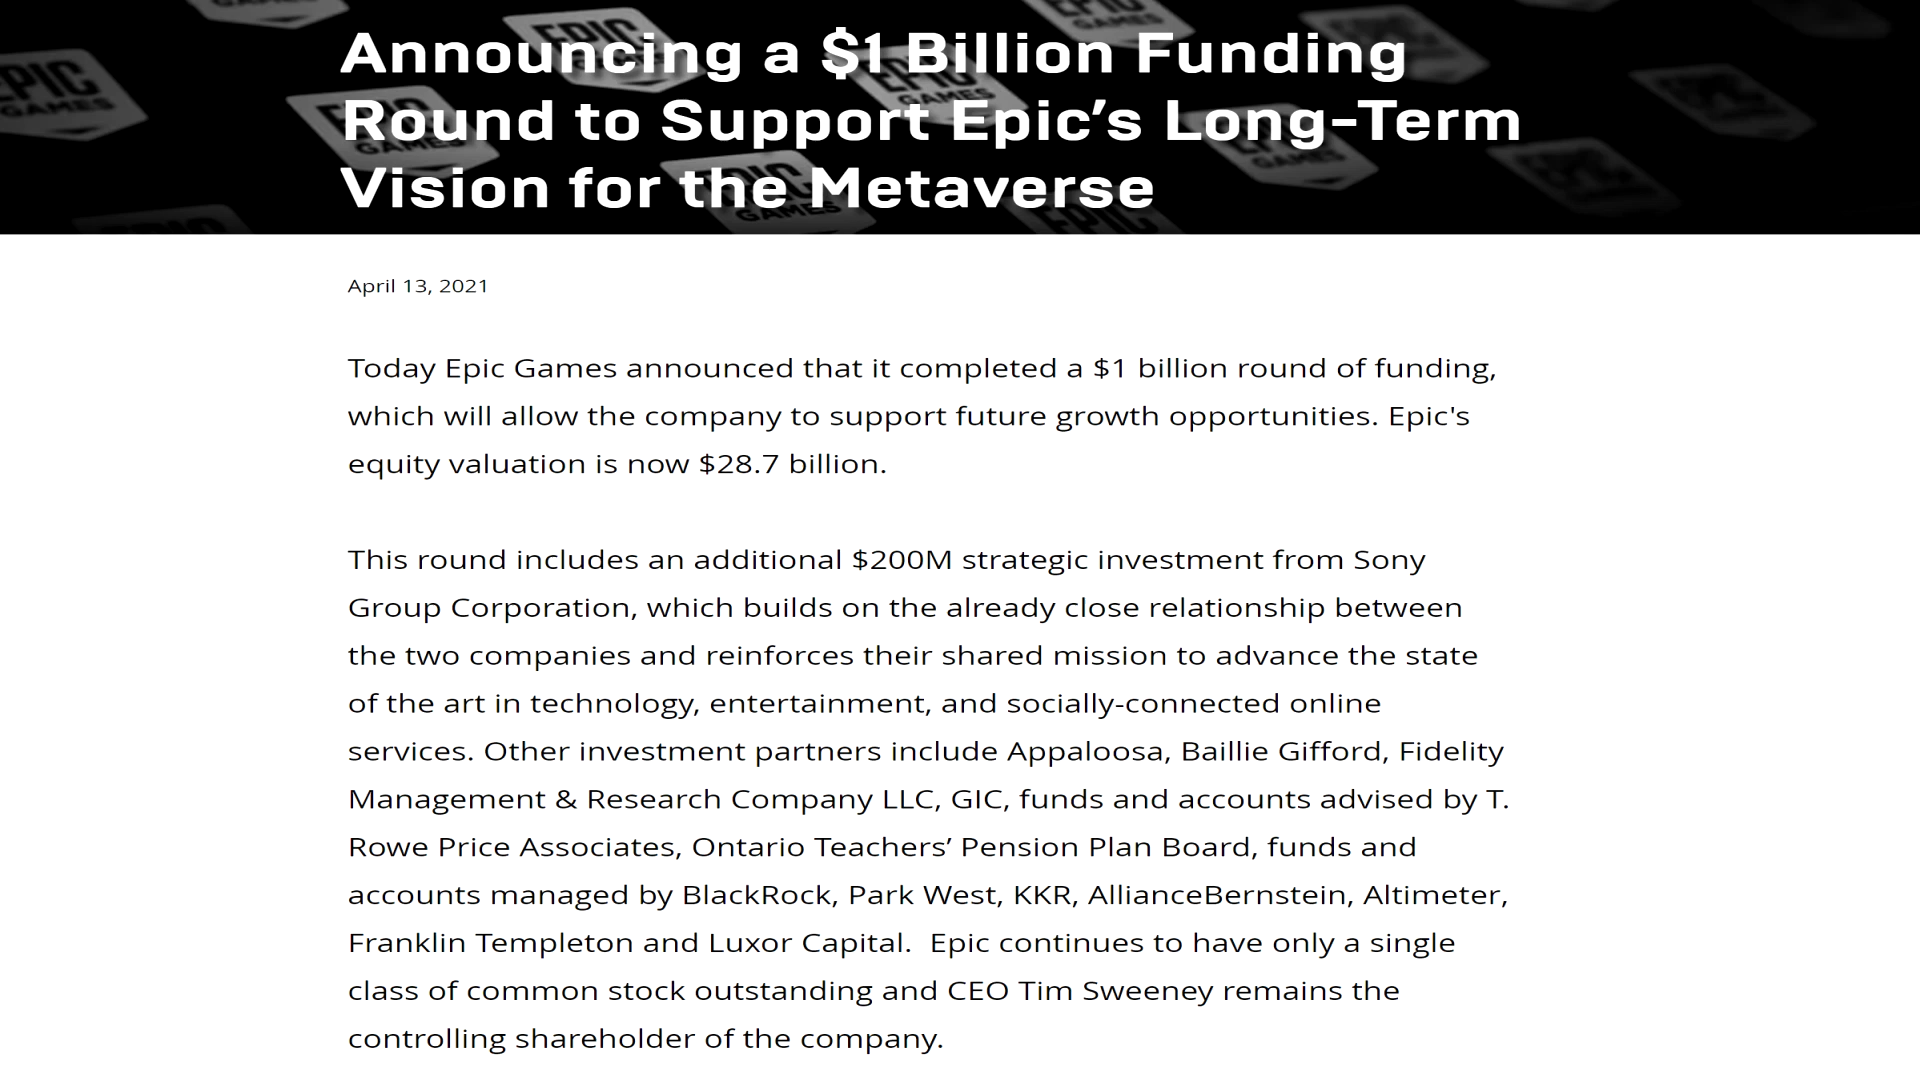 Announcing a $1 Billion Funding
Round to Support Epic’s Long-Term
Vision for the Metaverse
April 13, 2021
Today Epic Games announced that it completed a $1 billion round of funding,
which will allow the company to support future growth opportunities. Epic's
equity valuation is now $28.7 billion.
This round includes an additional $200M strategic investment from Sony
Group Corporation, which builds on the already close relationship between
the two companies and reinforces their shared mission to advance the state
of the art in technology, entertainment, and socially-connected online
services. Other investment partners include Appaloosa, Baillie Gifford, Fidelity
Management & Research Company LLC, GIC, funds and accounts advised by T.
Rowe Price Associates, Ontario Teachers’ Pension Plan Board, funds and
accounts managed by BlackRock, Park West, KKR, AllianceBernstein, Altimeter,
Franklin Templeton and Luxor Capital.  Epic continues to have only a single
class of common stock outstanding and CEO Tim Sweeney remains the
controlling shareholder of the company.